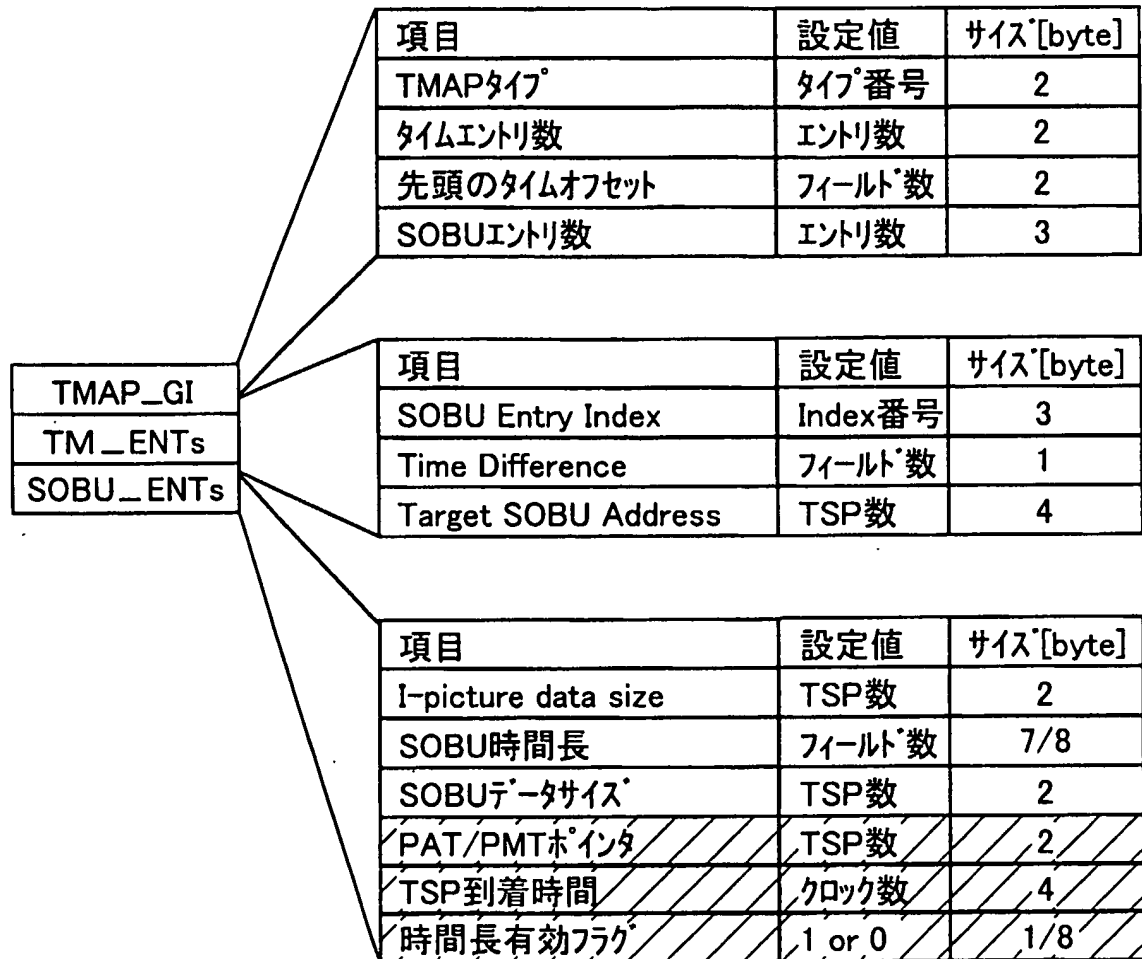 項目 設定値 サイズ[byte]
TMAPタイプ タイプ番号 2
タイムエントリ数 エントリ数 2
先頭のタイムオフセット フィールド数 2
SOBUエントリ数 エントリ数 3
TMAP_GI
TM_ENTs
SOBU_ENTs
項目 設定値 サイズ[byte]
SOBU Entry Index Index番号 3
Time Difference フィールド数 1
Target SOBU Address TSP数 4
項目 設定値 サイズ[byte]
I-picture data size TSP数 2
SOBU時間長 フィールド数 7/8
SOBUデータサイズ TSP数 2
PAT/PMTポインタ TSP数 2
TSP到着時間 クロック数 4
時間長有効フラグ 1 or 0 1/8